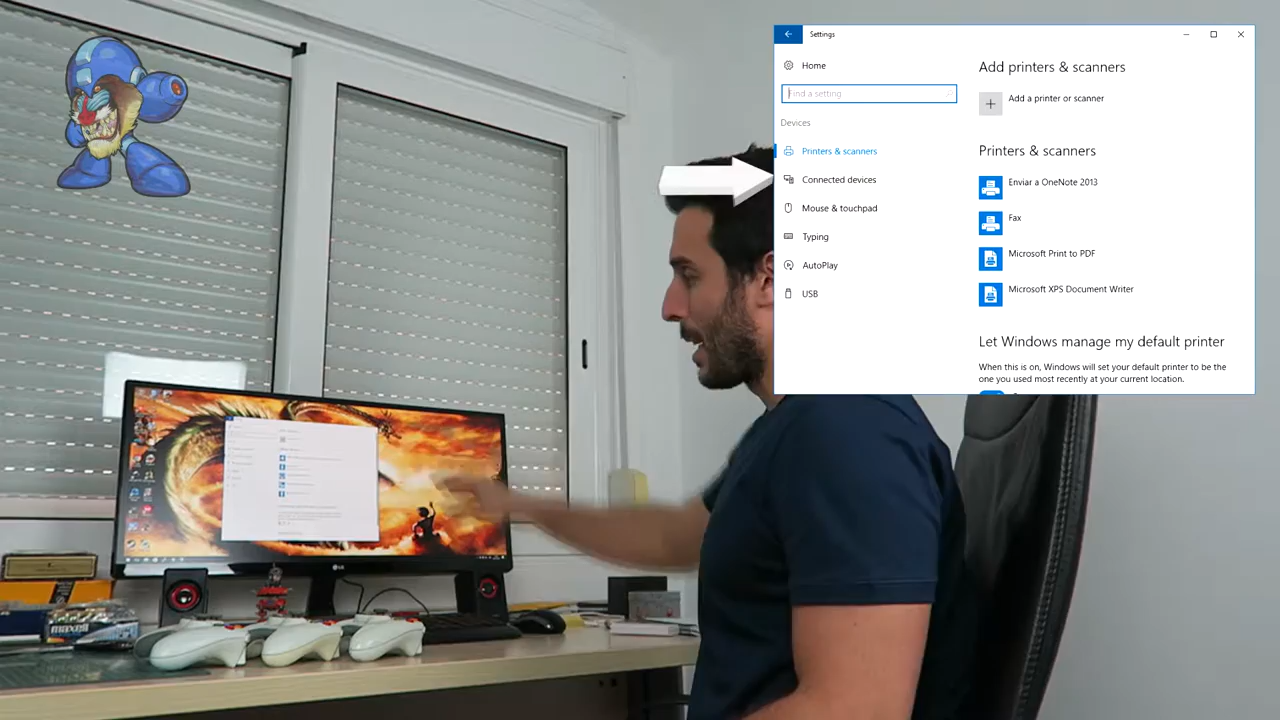 Settings
Home
Find a setting
Devices
Printers & scanners
Connected devices
Mouse & touchpad
Typing
AutoPlay
USB
Add printers & scanners
Add a printer or scanner
Printers & scanners
Enviar a OneNote 2013
Fax
Microsoft Print to PDF
Microsoft XPS Document Writer
Let Windows manage my default printer
When this is on, Windows will set your default printer to be the
one you used most recently at your current location.
LG
maxell